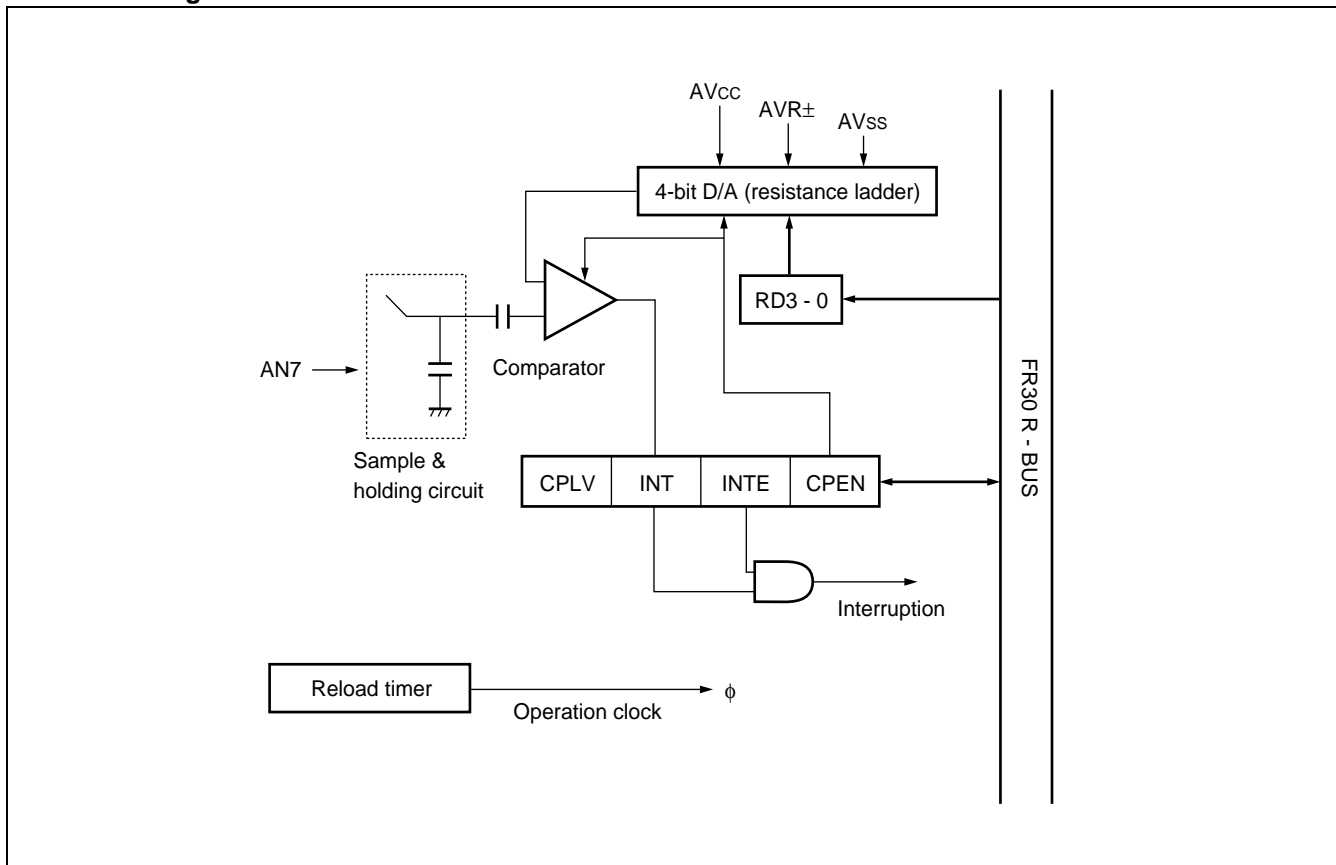 AVCC
AVR±
AVSS
4-bit D/A (resistance ladder)
RD3 - 0
AN7
Comparator
Sample &
holding circuit
CPLV
INT
INTE
CPEN
FR30 R - BUS
Interruption
Reload timer
Operation clock
ϕ